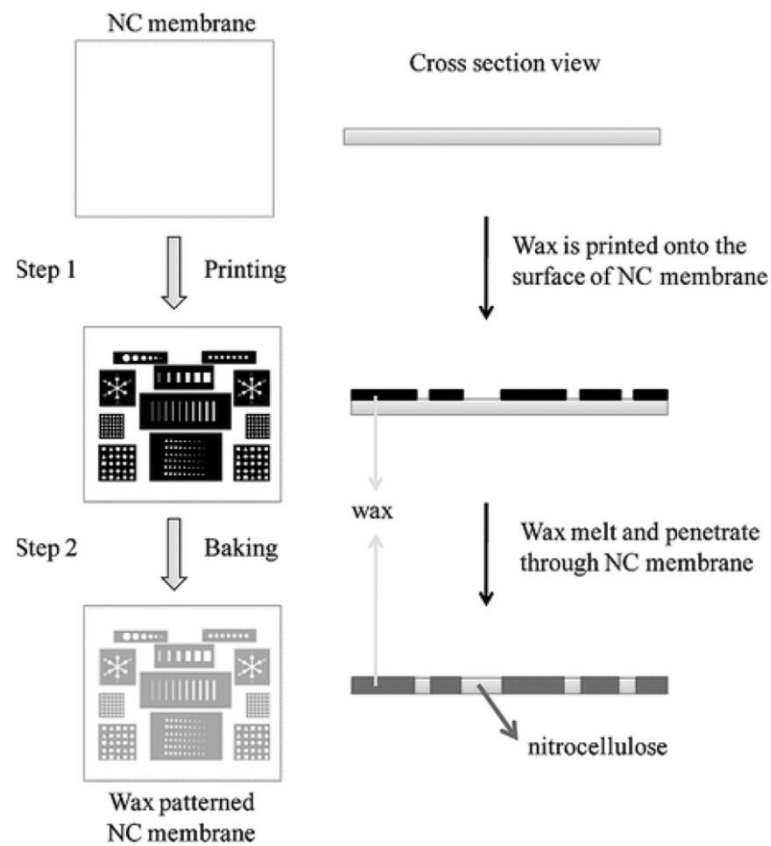 NC membrane
Cross section view
Step 1
Printing
Wax is printed onto the
surface of NC membrane
wax
Step 2
Baking
Wax melt and penetrate
through NC membrane
nitrocellulose
Wax patterned
NC membrane